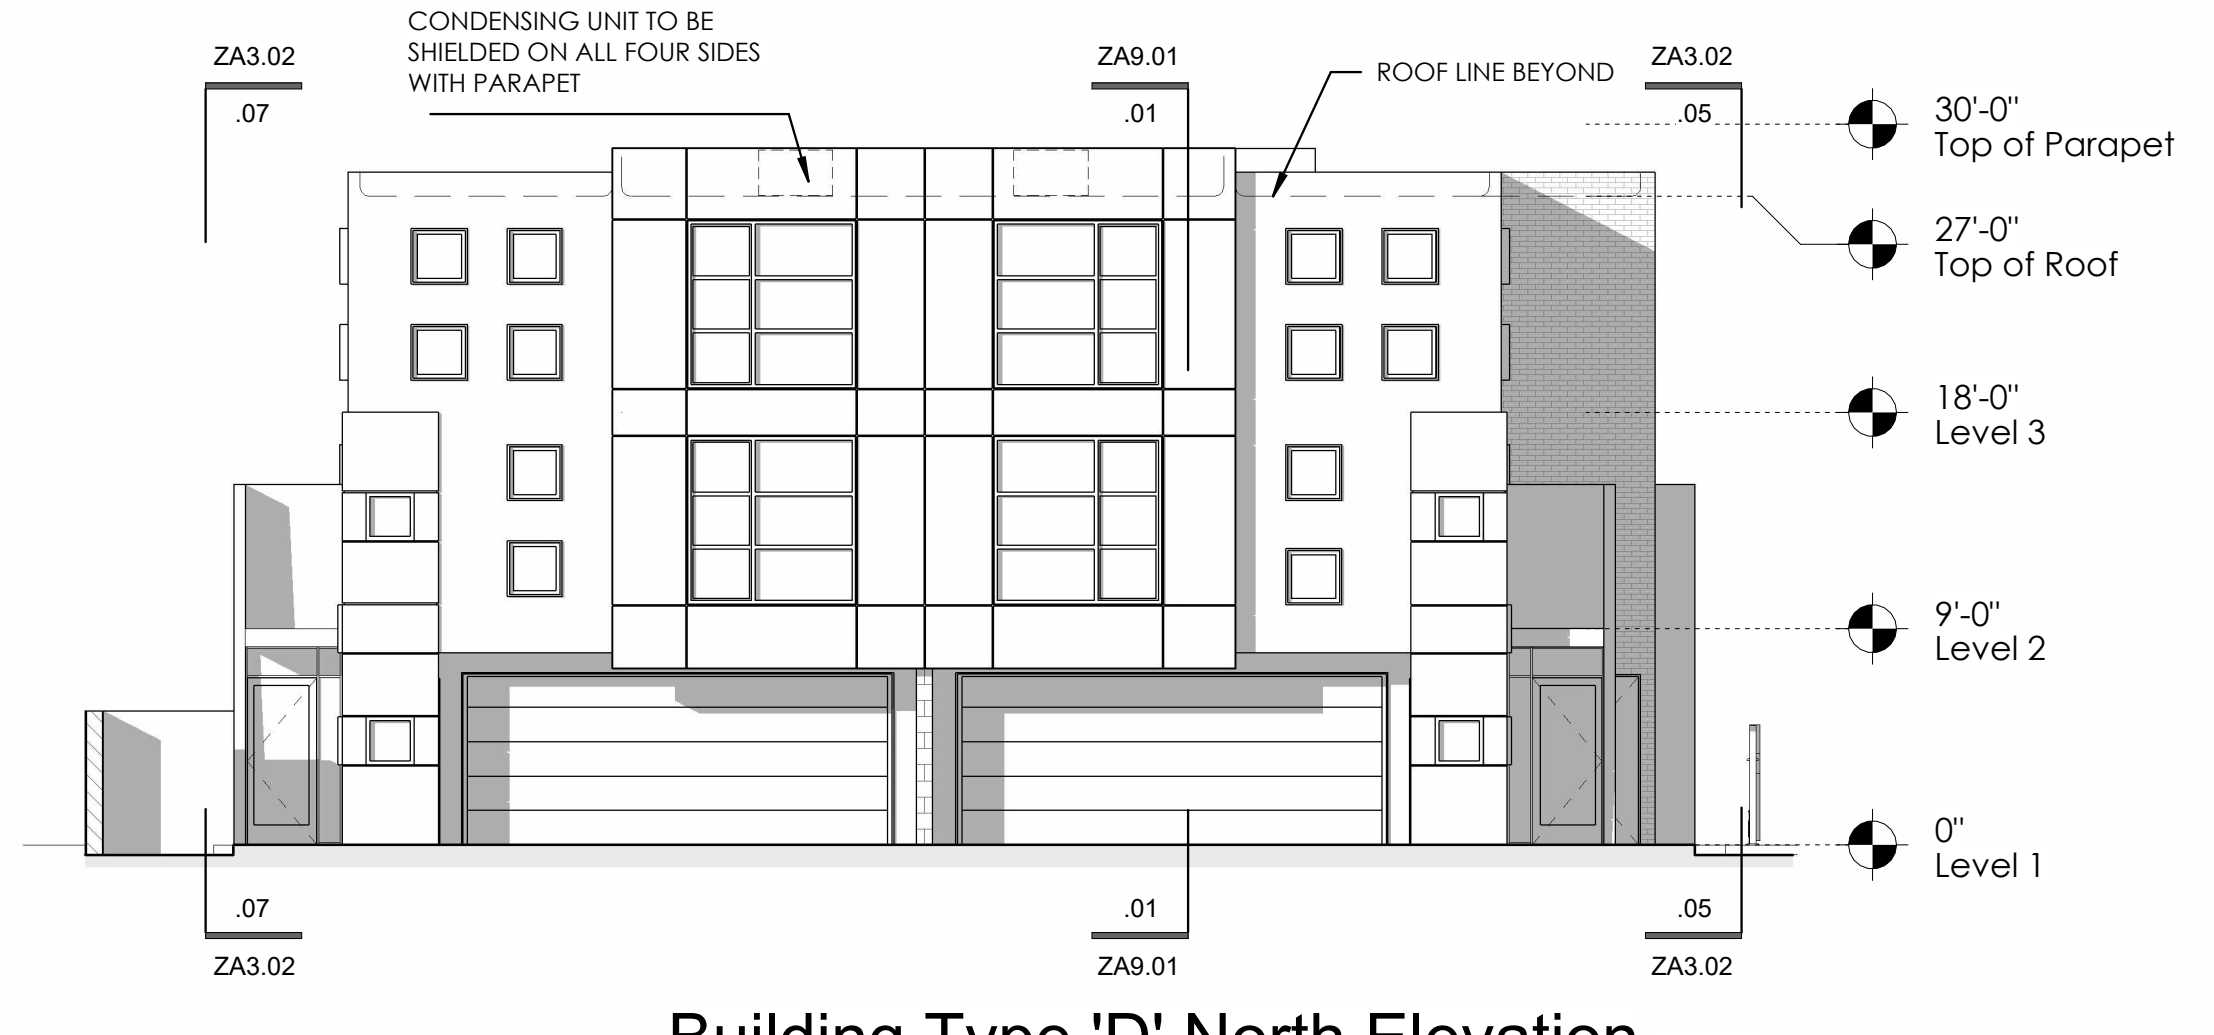 CONDENSING UNIT TO BE
SHIELDED ON ALL FOUR SIDES
WITH PARAPET
ZA3.02
.07
ZA9.01
.01
ROOF LINE BEYOND
ZA3.02
.05
30'-0"
Top of Parapet
27'-0"
Top of Roof
18'-0"
Level 3
9'-0"
Level 2
0"
Level 1
.07
ZA3.02
.01
ZA9.01
.05
ZA3.02
Building Type 'D' North Elevation